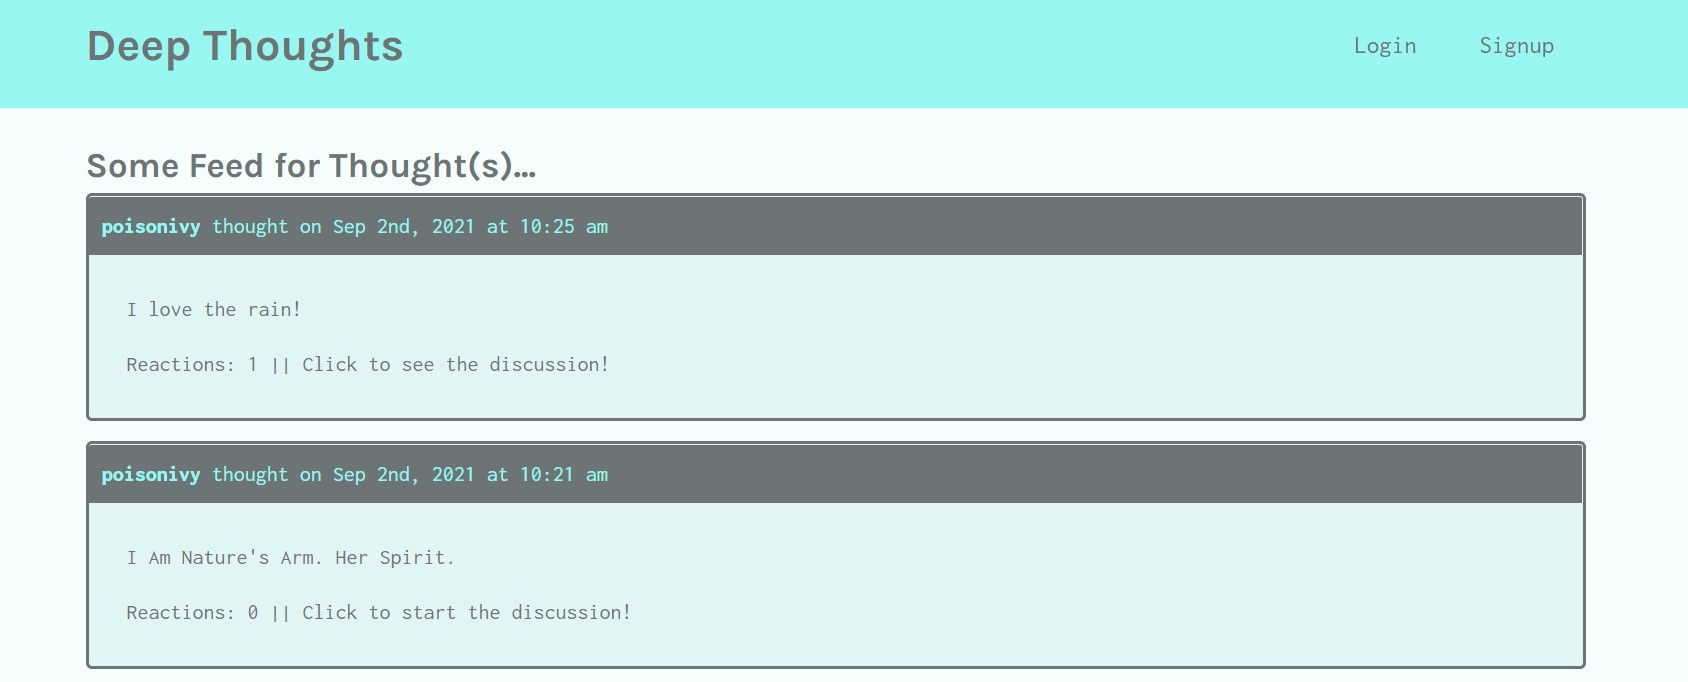 Deep Thoughts
Login
Signup
Some Feed for Thought(s)...
poisonivy thought on Sep 2nd, 2021 at 10:25 am
I love the rain!
Reactions: 1 || Click to see the discussion!
poisonivy thought on Sep 2nd, 2021 at 10:21 am
I Am Nature's Arm. Her Spirit.
Reactions: 0 || Click to start the discussion!